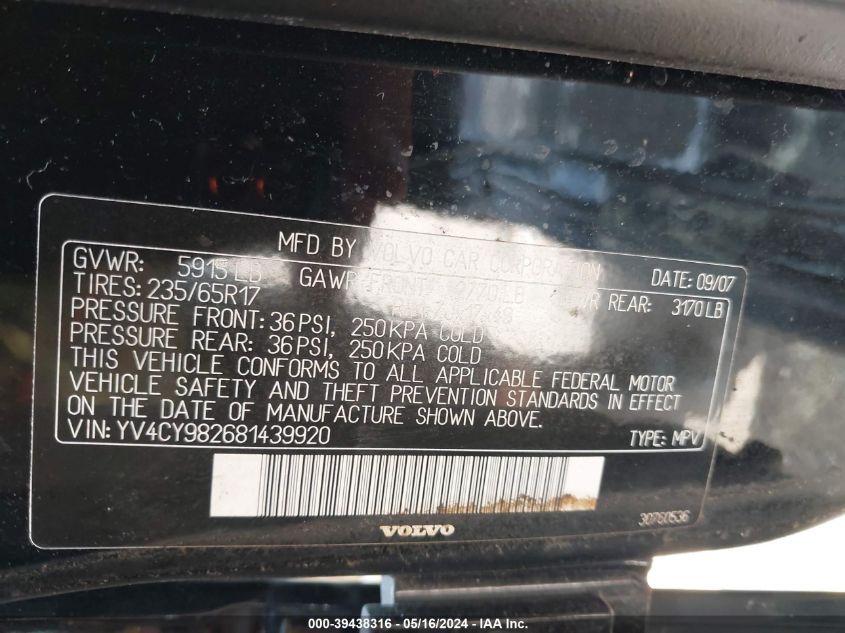 MFD BY VOLVO CAR CORPORATION
DATE: 09/07
GVWR: 5915 LB GAWR FRONT 2770 LB REAR: 3170 LB
TIRES: 235/65R17
PRESSURE FRONT: 36 PSI, 250 KPA COLD
PRESSURE REAR: 36 PSI, 250 KPA COLD
THIS VEHICLE CONFORMS TO ALL APPLICABLE FEDERAL MOTOR
VEHICLE SAFETY AND THEFT PREVENTION STANDARDS IN EFFECT
ON THE DATE OF MANUFACTURE SHOWN ABOVE.
VIN: YV4CY982681439920 TYPE: MPV
VOLVO
30760536
000-39438316 - 05/16/2024 - IAA Inc.